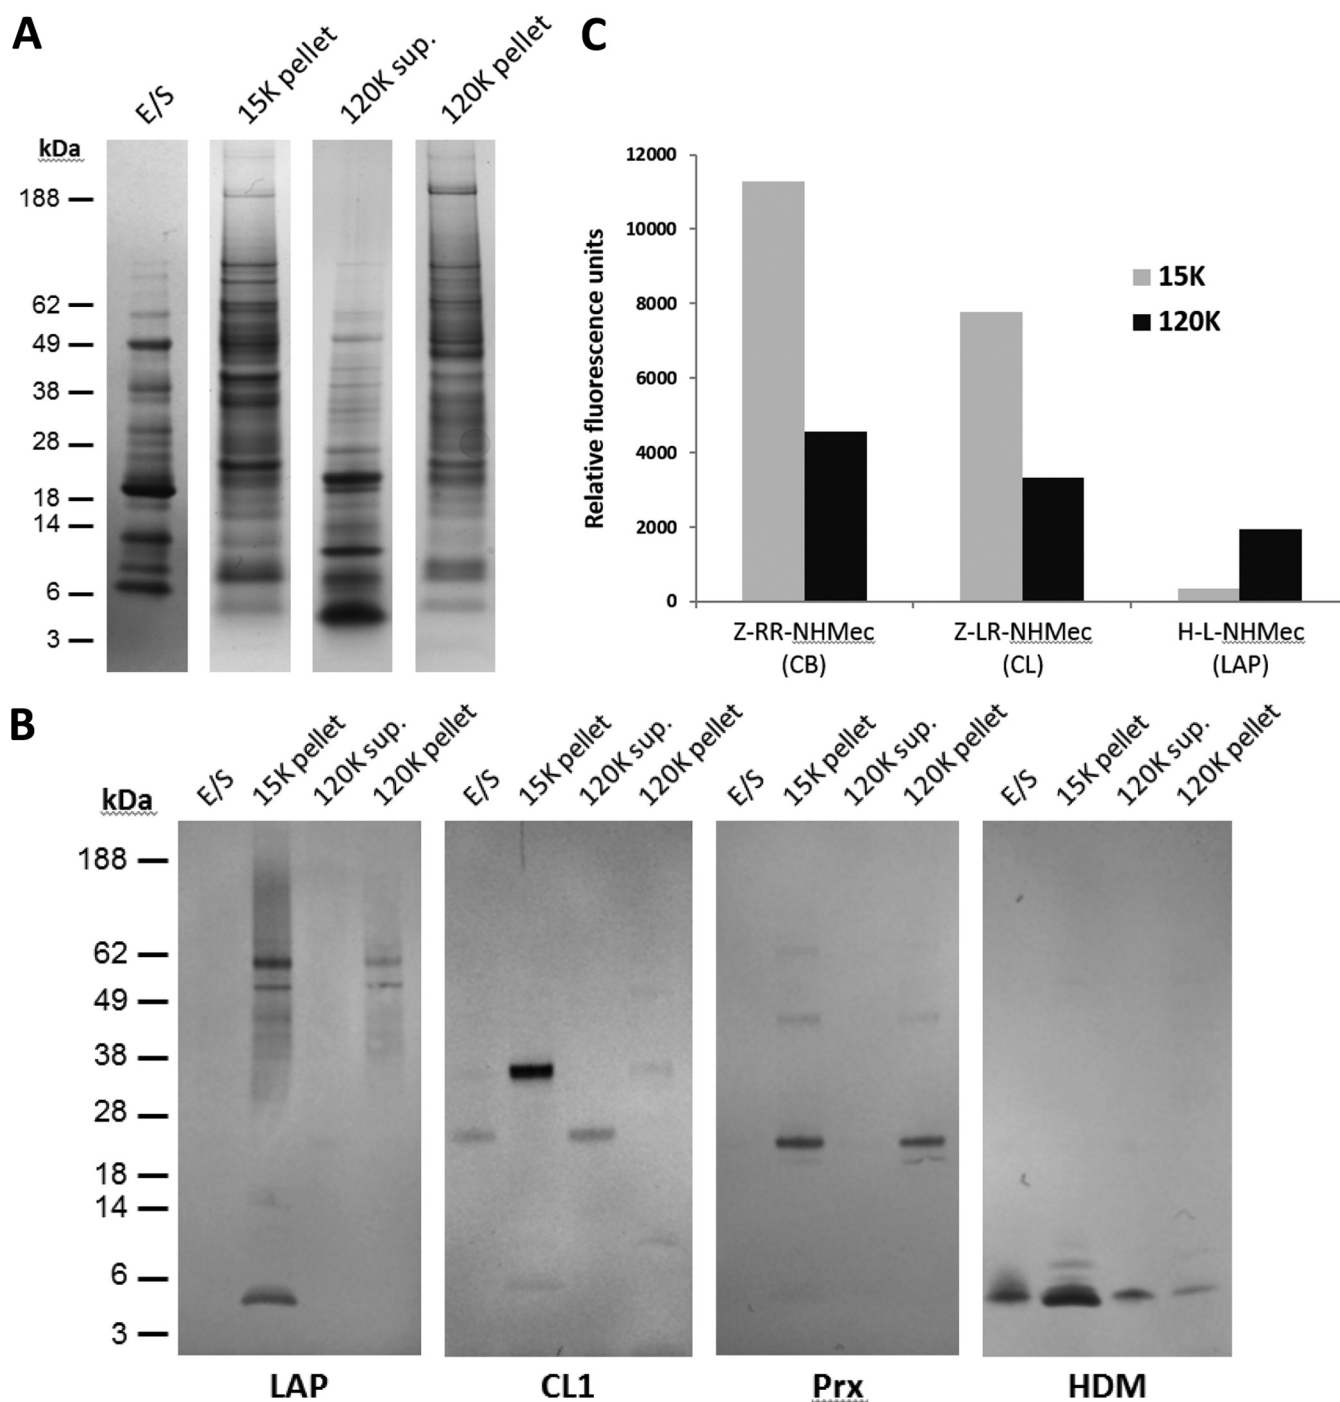 A
E/S
15K pellet
120K sup.
120K pellet
kDa
188
62
49
38
28
18
14
6
3
C
12000
10000
8000
6000
4000
2000
0
Relative fluorescence units
15K
120K
Z-RR-NHMec
(CB)
Z-LR-NHMec
(CL)
H-L-NHMec
(LAP)
B
kDa
188
62
49
38
28
18
14
6
3
E/S
15K pellet
120K sup.
120K pellet
LAP
E/S
15K pellet
120K sup.
120K pellet
CL1
E/S
15K pellet
120K sup.
120K pellet
Prx
E/S
15K pellet
120K sup.
120K pellet
HDM